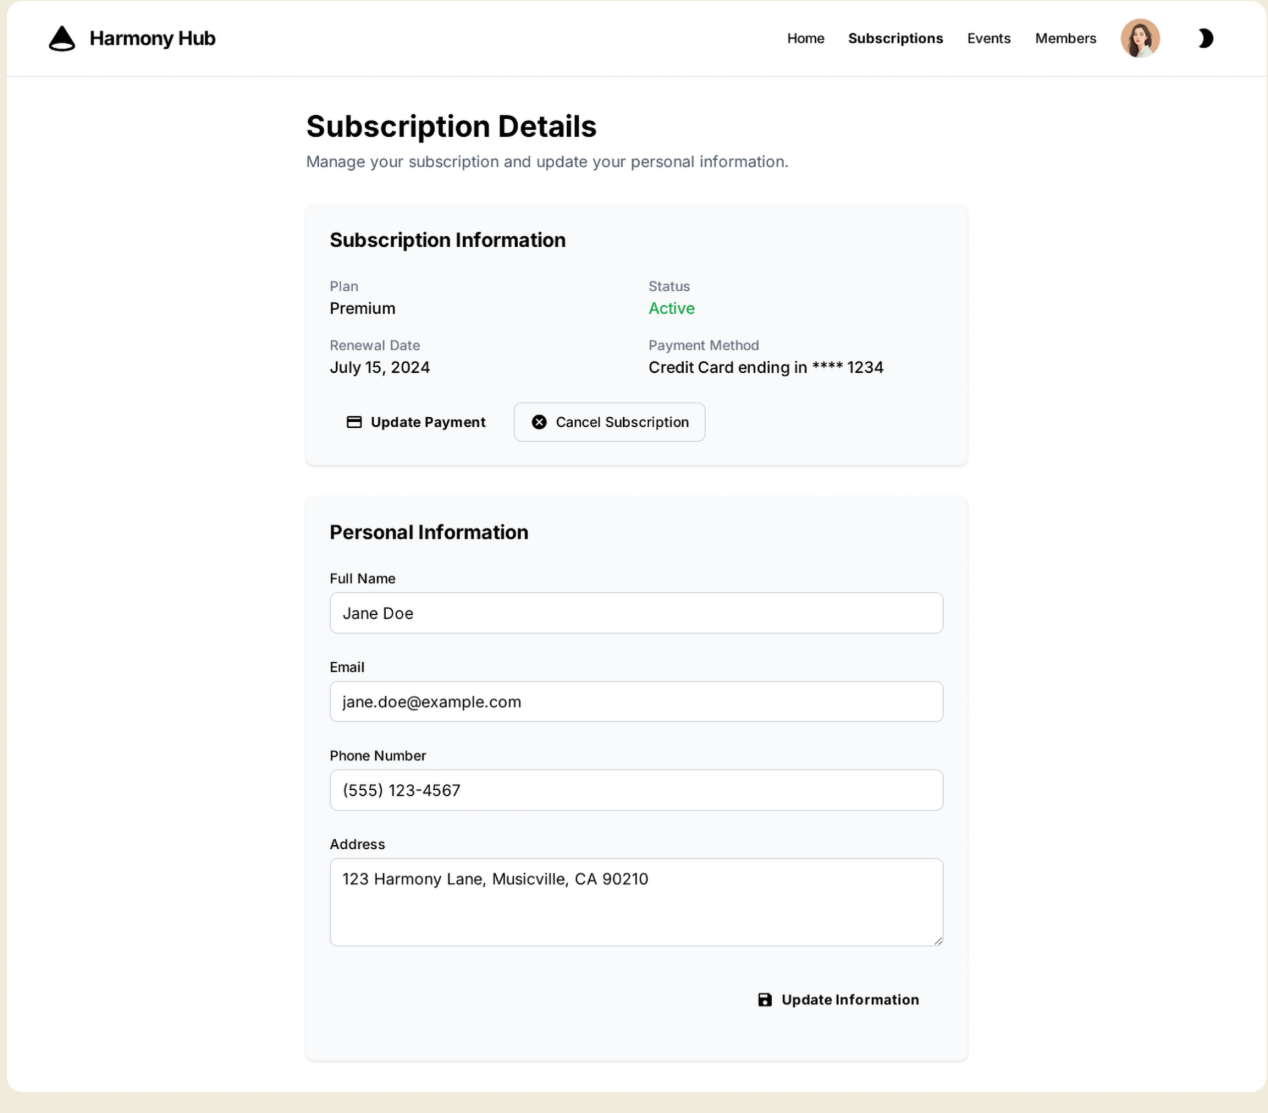 Harmony Hub
Home Subscriptions Events Members
Subscription Details
Manage your subscription and update your personal information.
Subscription Information
Plan
Premium
Status
Active
Renewal Date
July 15, 2024
Payment Method
Credit Card ending in **** 1234
Update Payment
Cancel Subscription
Personal Information
Full Name
Jane Doe
Email
jane.doe@example.com
Phone Number
(555) 123-4567
Address
123 Harmony Lane, Musicville, CA 90210
Update Information